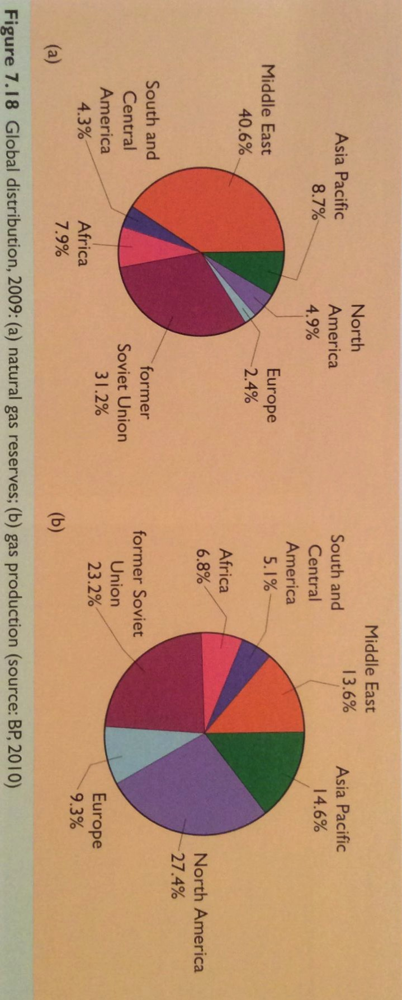 Asia Pacific
8.7%
North
America
4.9%
Middle East
40.6%
Europe
2.4%
South and
Central
America
4.3%
Africa
7.9%
former
Soviet Union
31.2%
(a)
Middle East
13.6%
Asia Pacific
14.6%
South and
Central
America
5.1%
Africa
6.8%
North America
27.4%
former Soviet
Union
23.2%
Europe
9.3%
(b)
Figure 7.18 Global distribution, 2009: (a) natural gas reserves; (b) gas production (source: BP, 2010)